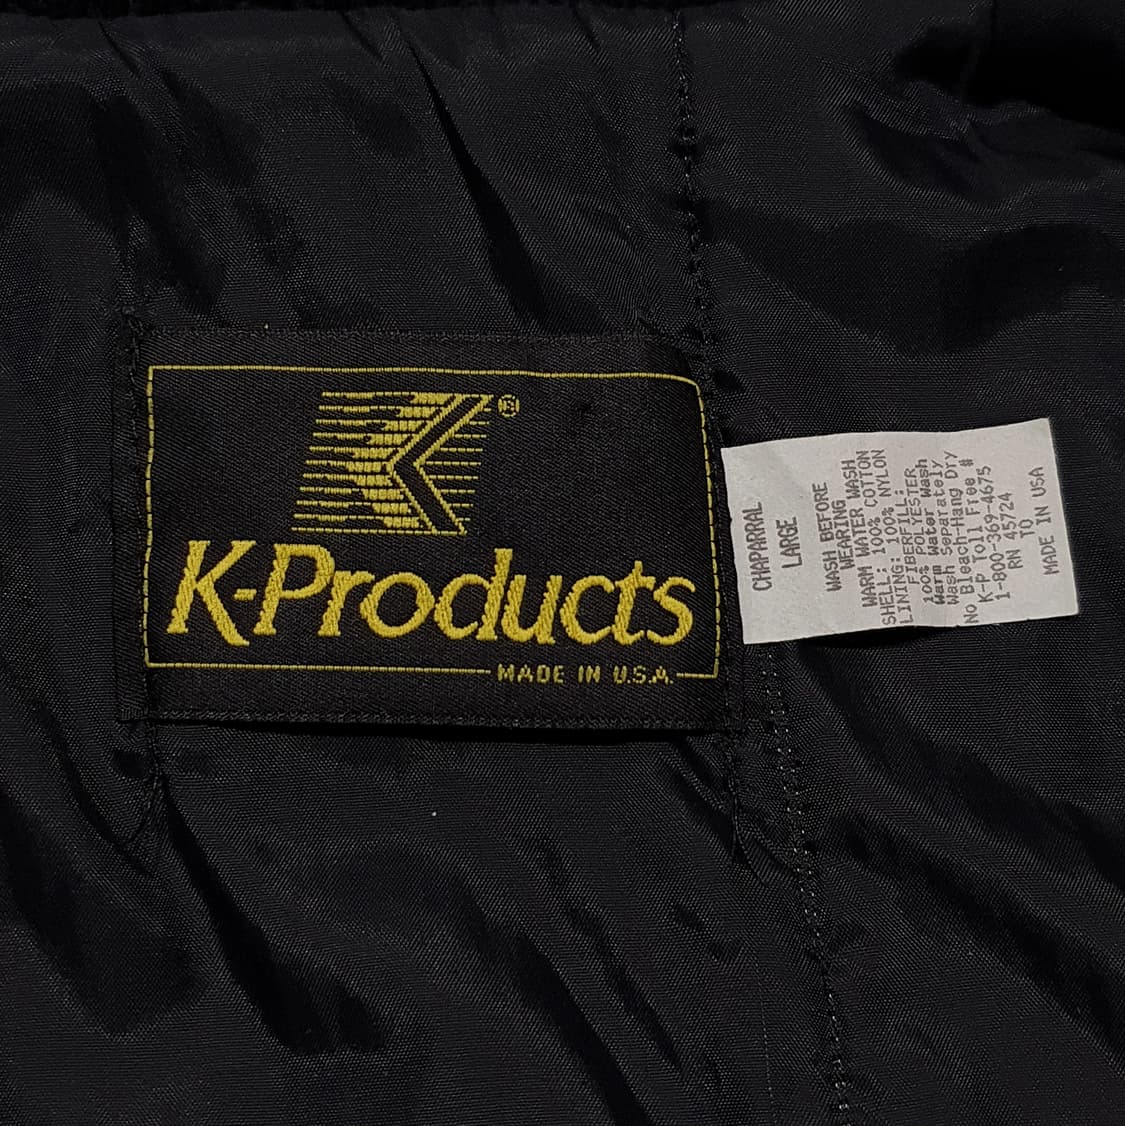 K®
K-Products
MADE IN U.S.A.
CHAPARRAL
LARGE
WASH BEFORE
WEARING
WARM WATER WASH
SHELL: 100% COTTON
LINING: 100% NYLON
FIBERFILL:
100% POLYESTER
Warm Water Wash
Wash Separately
No Bleach-Hang Dry
K-P Toll Free #
1-800-369-4675
RN 45724
TO
MADE IN USA